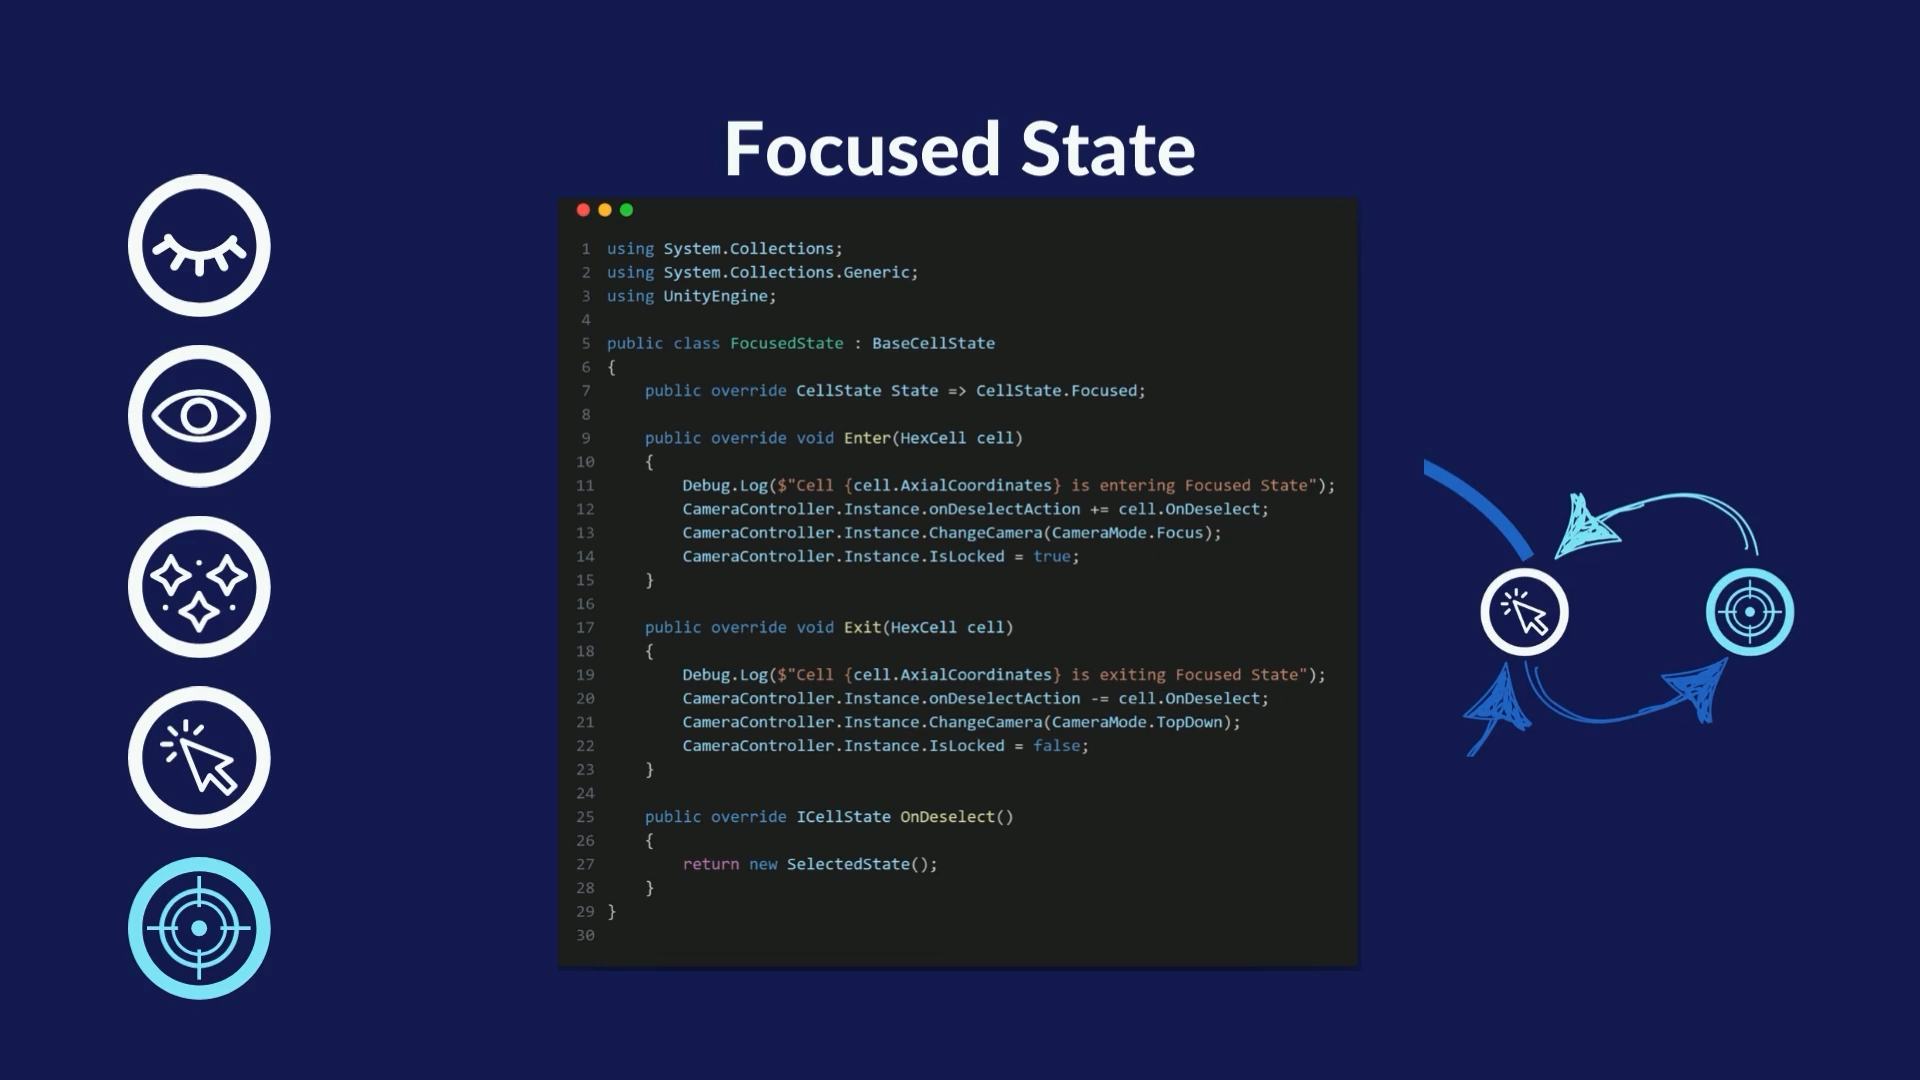 Focused State
1 using System.Collections;
2 using System.Collections.Generic;
3 using UnityEngine;
4
5 public class FocusedState : BaseCellState
6 {
7     public override CellState State => CellState.Focused;
8
9     public override void Enter(HexCell cell)
10     {
11         Debug.Log($"Cell {cell.AxialCoordinates} is entering Focused State");
12         CameraController.Instance.onDeselectAction += cell.OnDeselect;
13         CameraController.Instance.ChangeCamera(CameraMode.Focus);
14         CameraController.Instance.IsLocked = true;
15     }
16
17     public override void Exit(HexCell cell)
18     {
19         Debug.Log($"Cell {cell.AxialCoordinates} is exiting Focused State");
20         CameraController.Instance.onDeselectAction -= cell.OnDeselect;
21         CameraController.Instance.ChangeCamera(CameraMode.TopDown);
22         CameraController.Instance.IsLocked = false;
23     }
24
25     public override ICellState OnDeselect()
26     {
27         return new SelectedState();
28     }
29 }
30